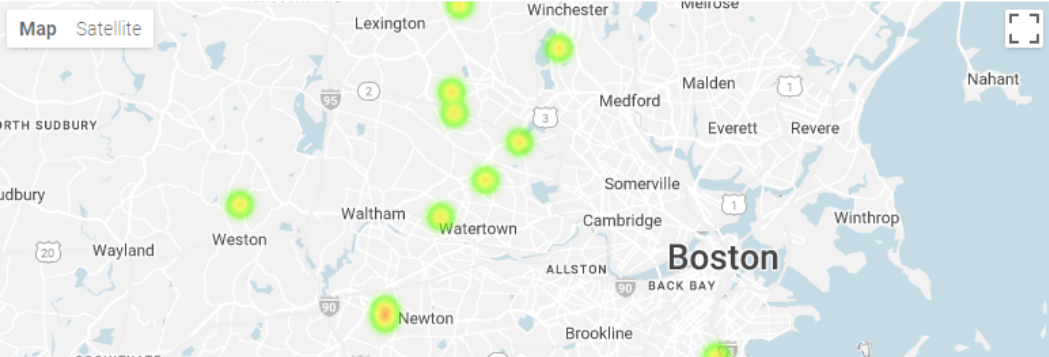 Winchester
Melrose
Lexington
Map Satellite
Nahant
Malden
1
95
2
Medford
3
ORTH SUDBURY
Everett
Revere
Somerville
udbury
1
Waltham
Cambridge
Winthrop
Watertown
Weston
Wayland
20
Boston
ALLSTON
90
BACK BAY
90
Newton
Brookline
93